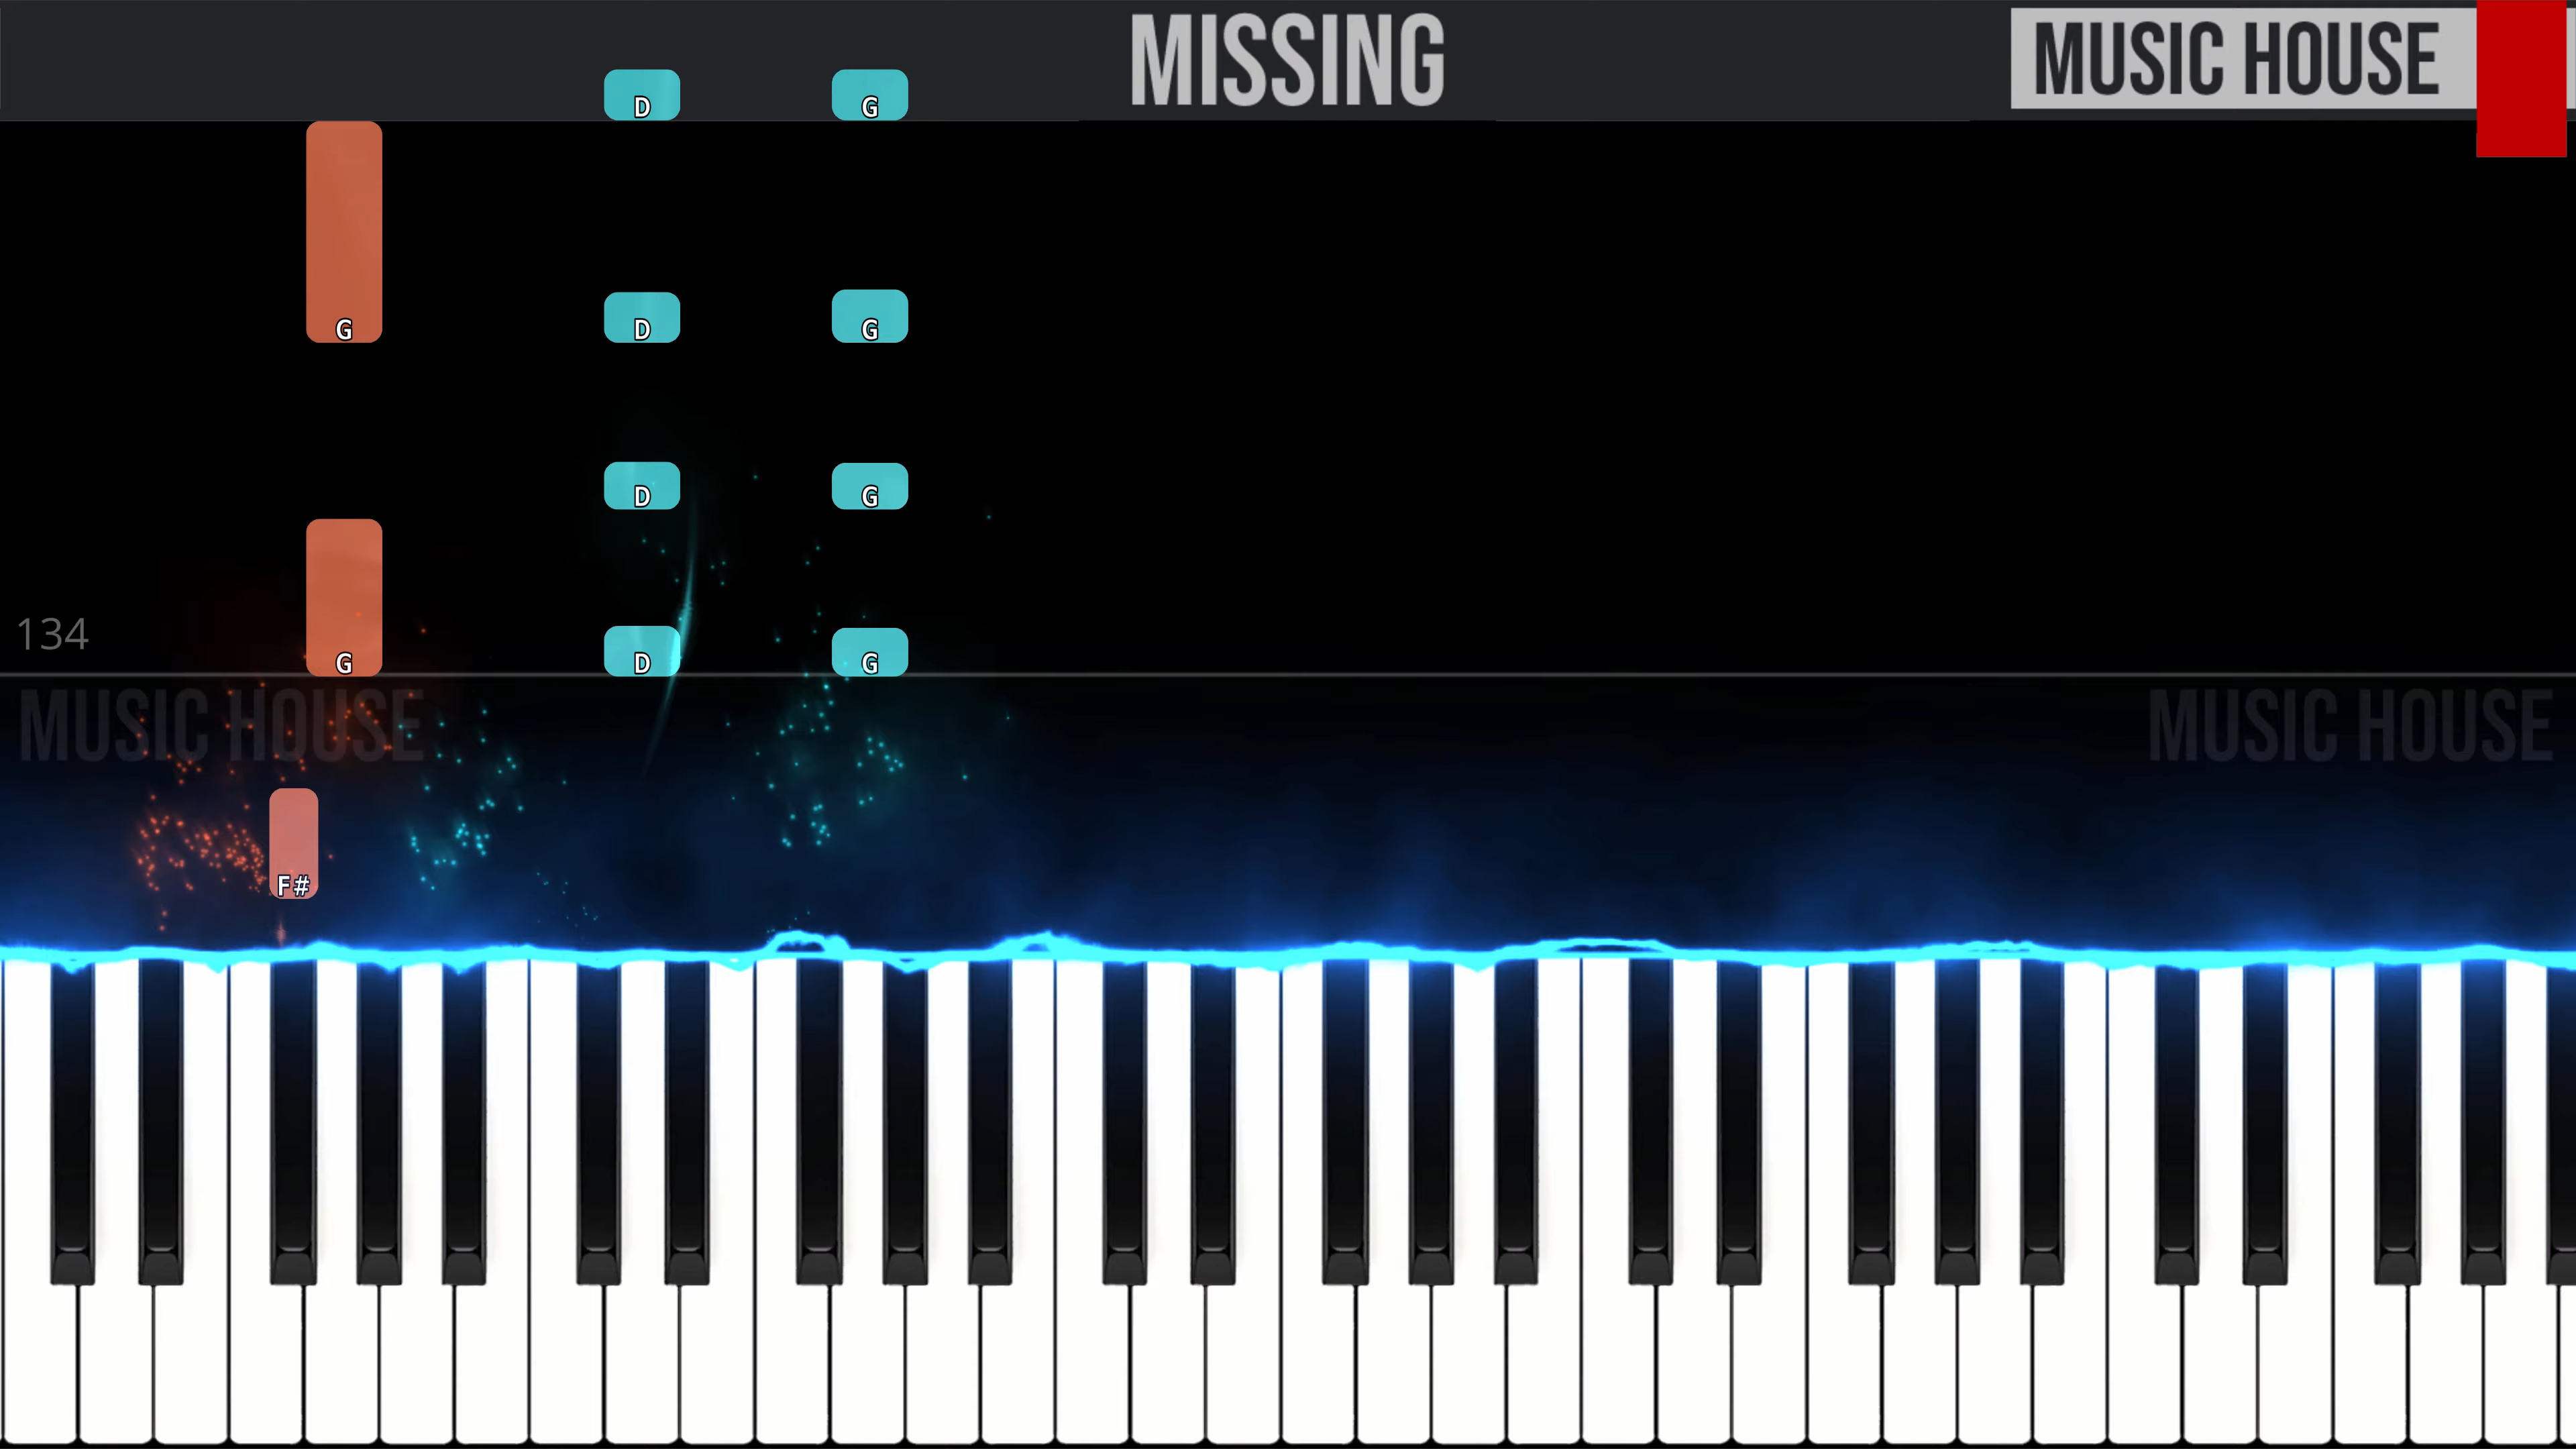 MISSING
MUSIC HOUSE
D G
G D G
D G
134
G D G
MUSIC HOUSE MUSIC HOUSE
F#